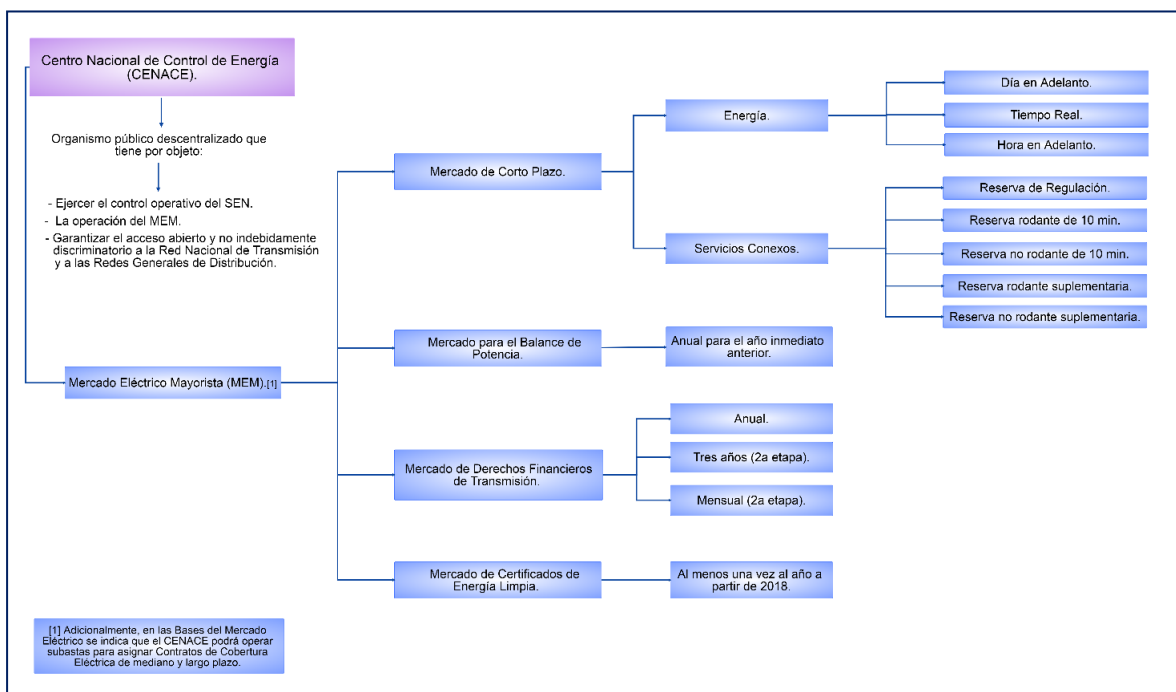 Centro Nacional de Control de Energía
(CENACE).
Organismo público descentralizado que
tiene por objeto:
- Ejercer el control operativo del SEN.
- La operación del MEM.
- Garantizar el acceso abierto y no indebidamente
discriminatorio a la Red Nacional de Transmisión
y a las Redes Generales de Distribución.
Mercado Eléctrico Mayorista (MEM).[1]
Mercado de Corto Plazo.
Energía.
Día en Adelanto.
Tiempo Real.
Hora en Adelanto.
Servicios Conexos.
Reserva de Regulación.
Reserva rodante de 10 min.
Reserva no rodante de 10 min.
Reserva rodante suplementaria.
Reserva no rodante suplementaria.
Mercado para el Balance de
Potencia.
Anual para el año inmediato
anterior.
Mercado de Derechos Financieros
de Transmisión.
Anual.
Tres años (2a etapa).
Mensual (2a etapa).
Mercado de Certificados de
Energía Limpia.
Al menos una vez al año a
partir de 2018.
[1] Adicionalmente, en las Bases del Mercado
Eléctrico se indica que el CENACE podrá operar
subastas para asignar Contratos de Cobertura
Eléctrica de mediano y largo plazo.